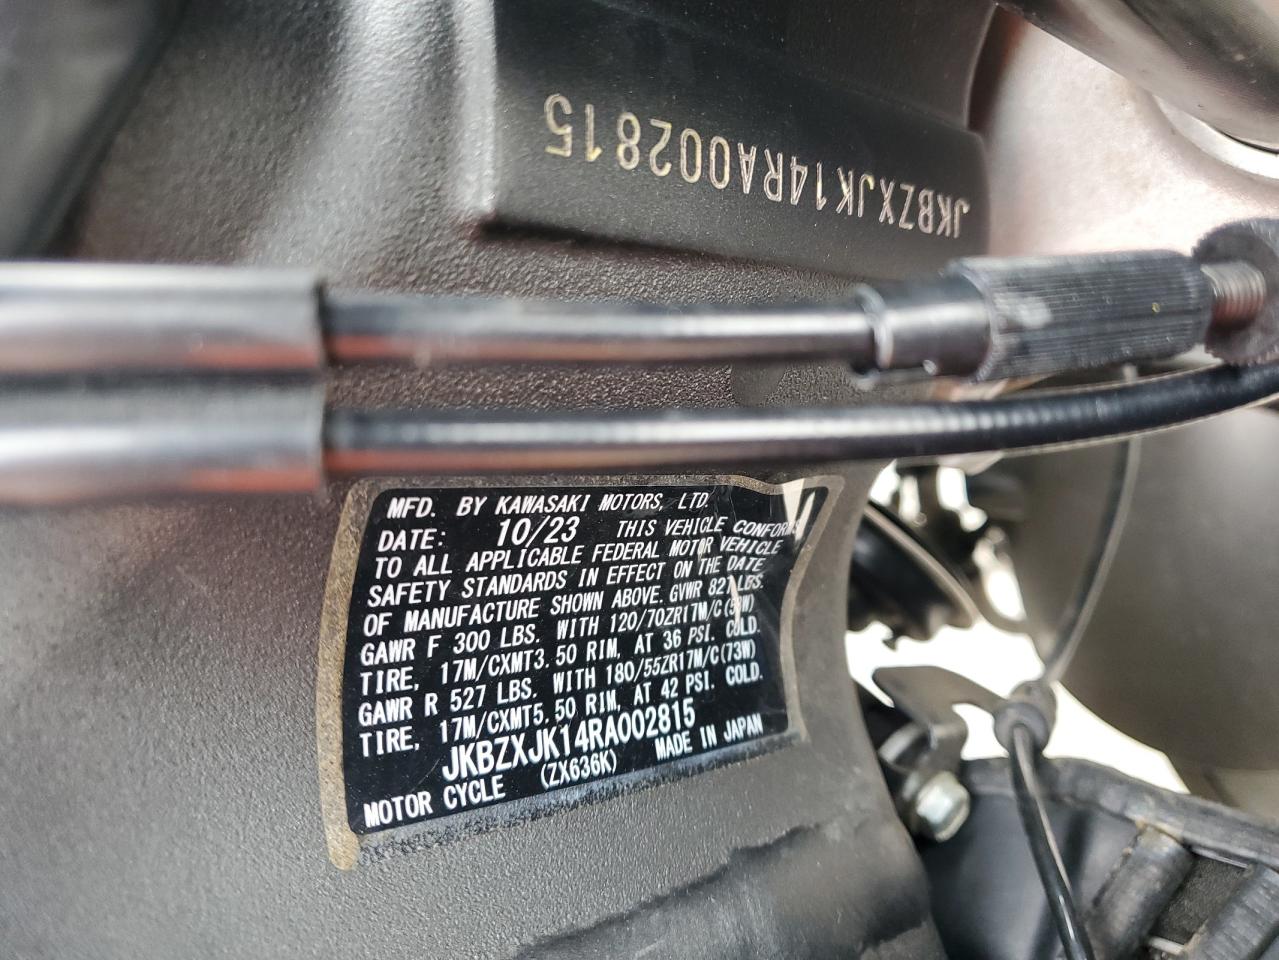 JKBZXJK14RA002815
MFD. BY KAWASAKI MOTORS, LTD.
DATE: 10/23 THIS VEHICLE CONFORMS
TO ALL APPLICABLE FEDERAL MOTOR VEHICLE
SAFETY STANDARDS IN EFFECT ON THE DATE
OF MANUFACTURE SHOWN ABOVE. GVWR 827 LBS.
GAWR F 300 LBS. WITH 120/70ZR17M/C(58W)
TIRE, 17M/CXMT3.50 RIM, AT 36 PSI. COLD.
GAWR R 527 LBS. WITH 180/55ZR17M/C(73W)
TIRE, 17M/CXMT5.50 RIM, AT 42 PSI. COLD.
JKBZXJK14RA002815
MOTOR CYCLE (ZX636K) MADE IN JAPAN